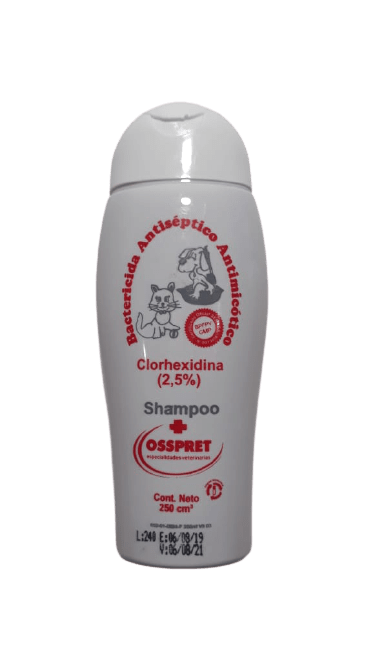 Bactericida Antiséptico Antimicótico
Clorhexidina
(2,5%)
Shampoo
OSSPRET
especialidades veterinarias
Cont. Neto
250 cm³
L:240 E:06/08/19
V:06/08/21